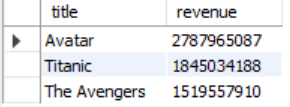 title revenue
Avatar 2787965087
Titanic 1845034188
The Avengers 1519557910